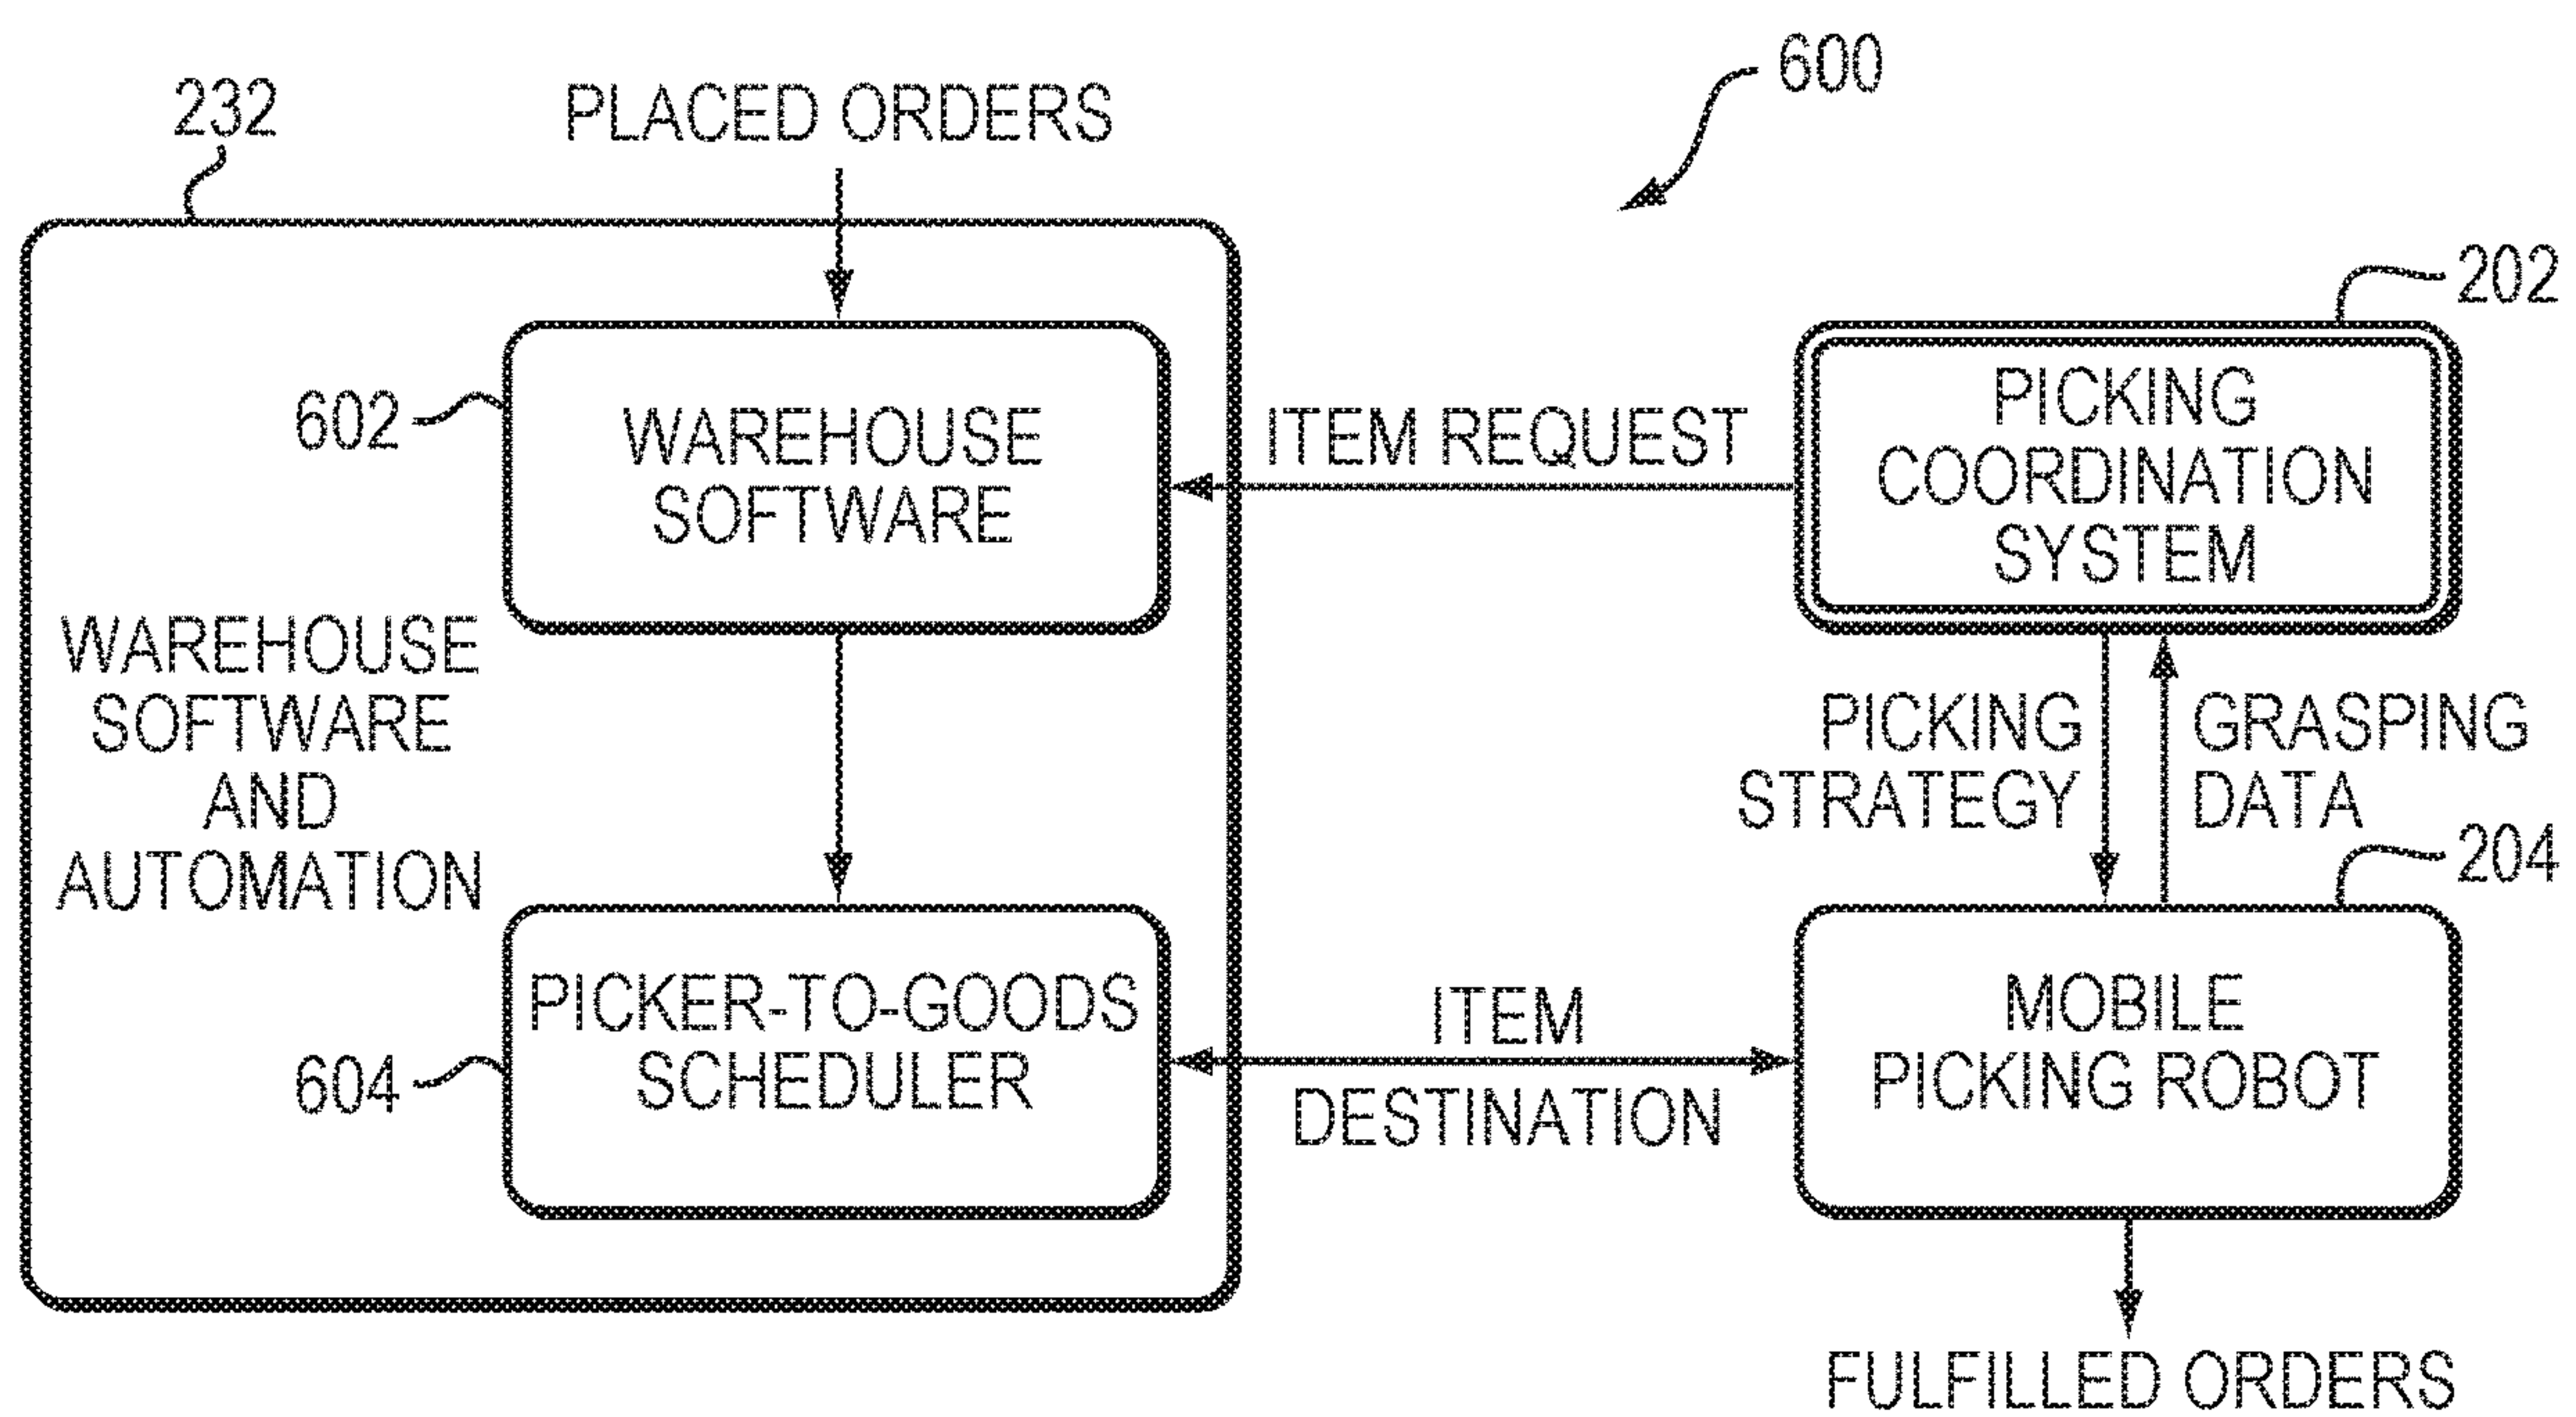 600
232
PLACED ORDERS
202
602
WAREHOUSE
SOFTWARE
ITEM REQUEST
PICKING
COORDINATION
SYSTEM
WAREHOUSE
SOFTWARE
AND
AUTOMATION
PICKING
STRATEGY
GRASPING
DATA
204
604
PICKER-TO-GOODS
SCHEDULER
ITEM
DESTINATION
MOBILE
PICKING ROBOT
FULFILLED ORDERS